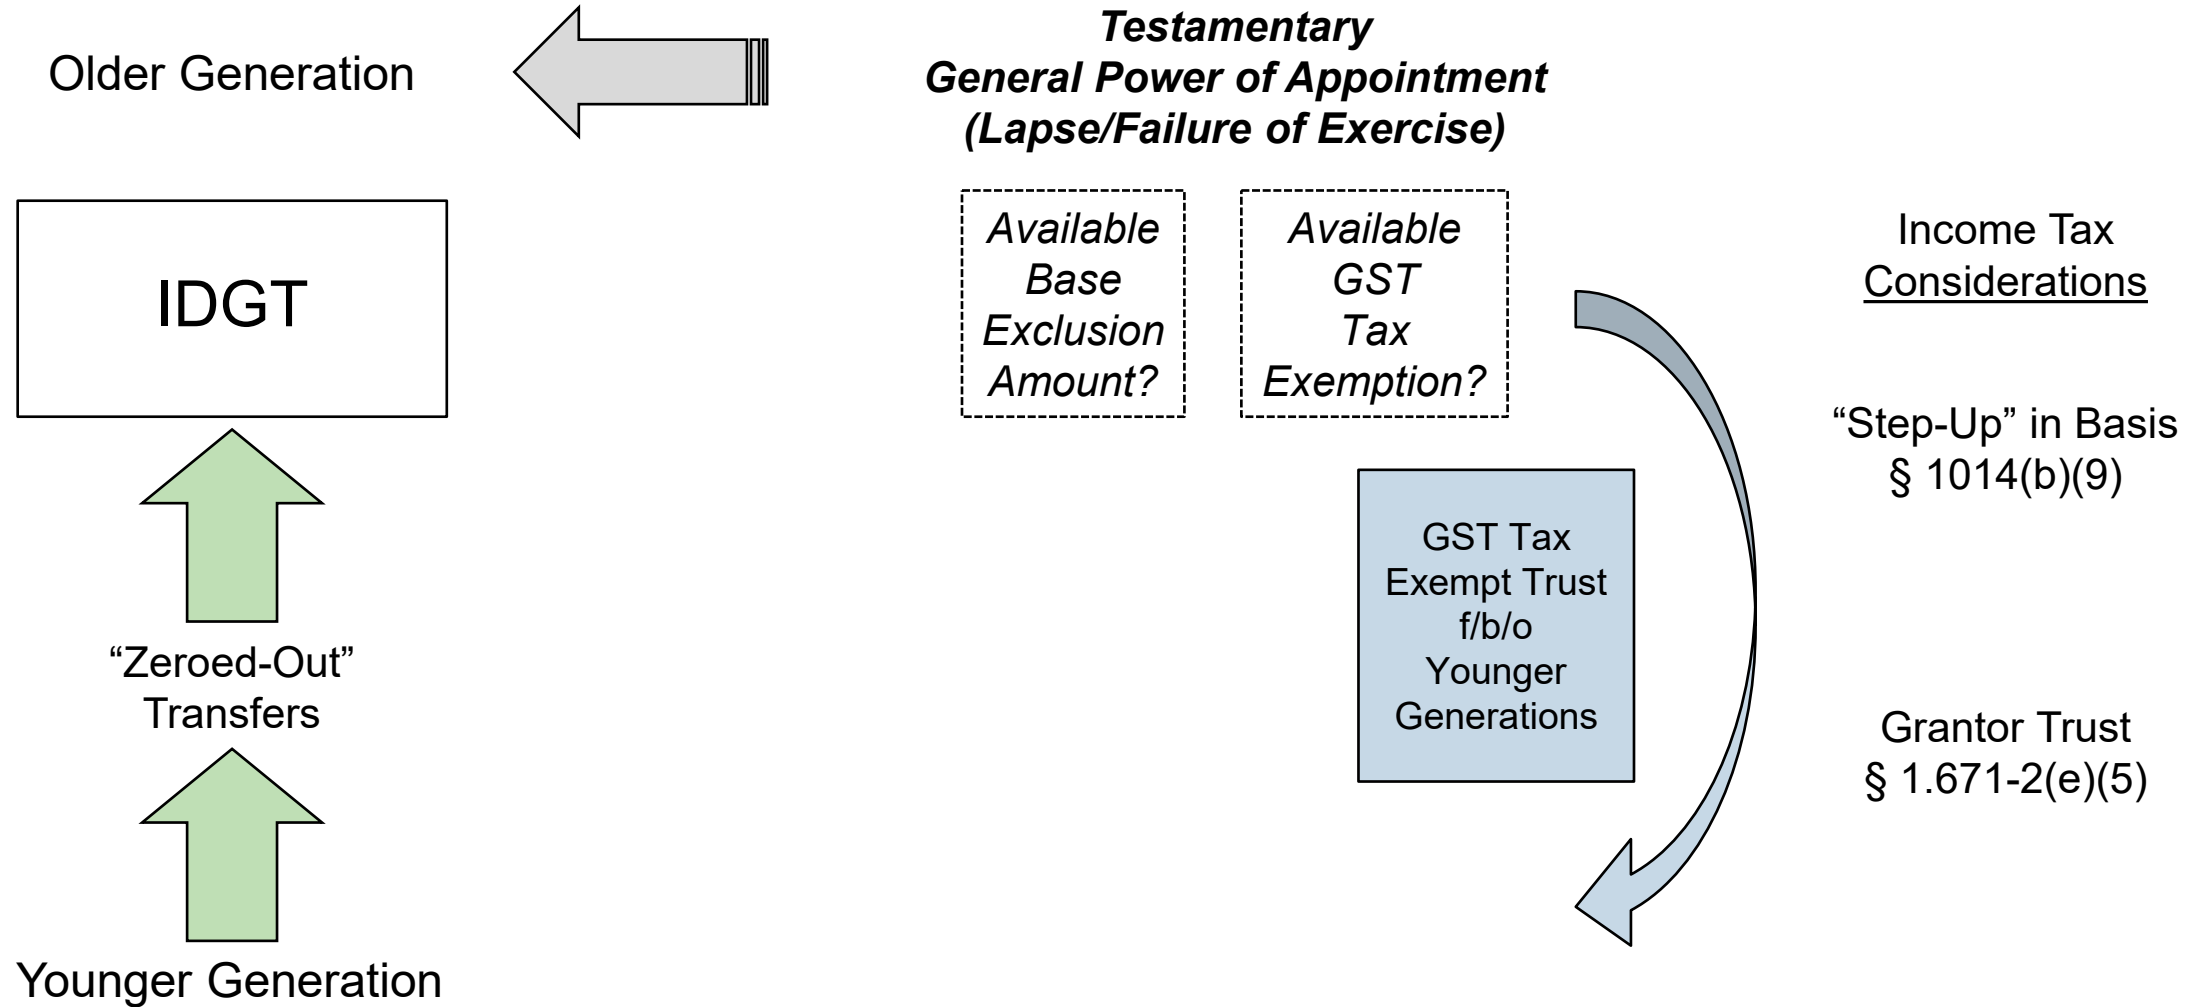 Older Generation
Testamentary
General Power of Appointment
(Lapse/Failure of Exercise)
IDGT
Available
Base
Exclusion
Amount?
Available
GST
Tax
Exemption?
Income Tax
Considerations
“Step-Up” in Basis
§ 1014(b)(9)
GST Tax
Exempt Trust
f/b/o
Younger
Generations
“Zeroed-Out”
Transfers
Grantor Trust
§ 1.671-2(e)(5)
Younger Generation